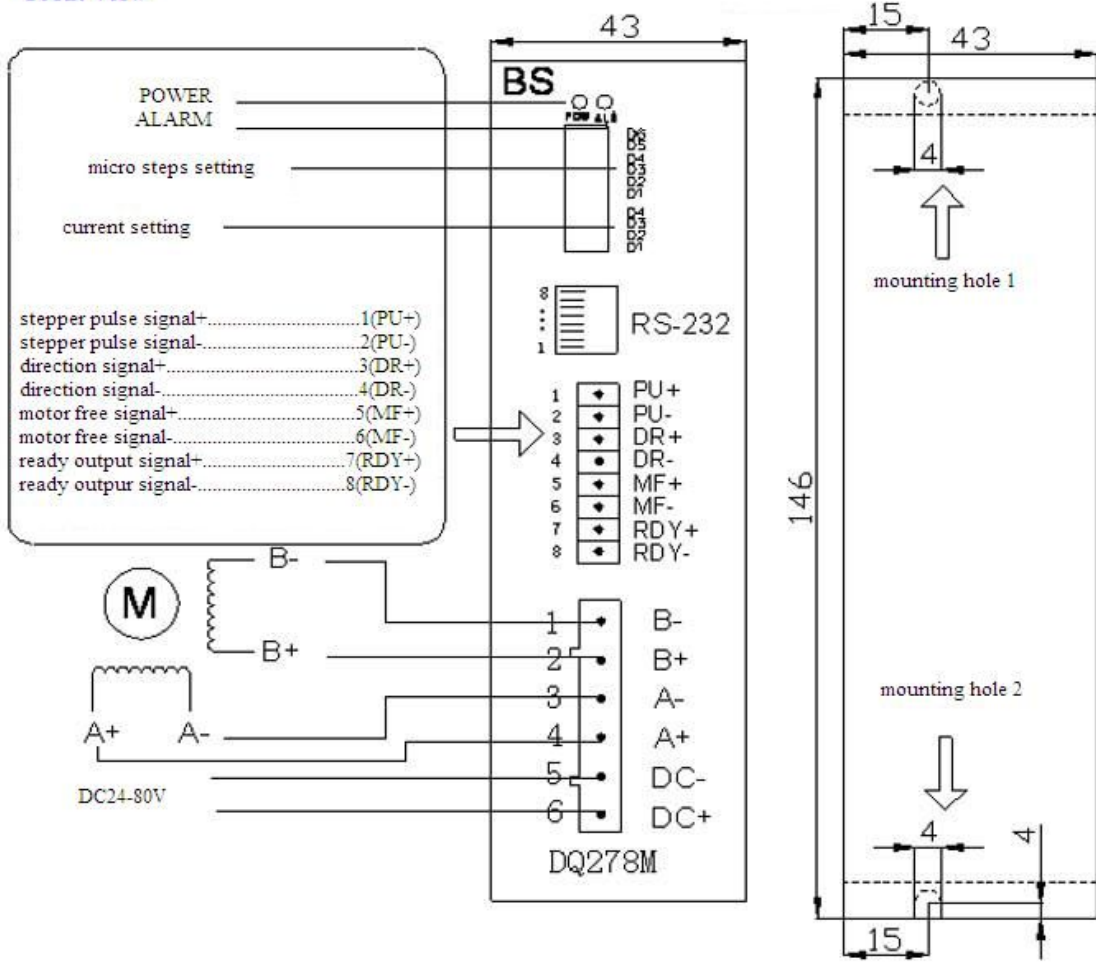 43
15
43
BS
POWER
ALARM
POW ALM
D6
D5
D4
D3
D2
D1
micro steps setting
D4
D3
D2
D1
current setting
4
mounting hole 1
8
1
RS-232
stepper pulse signal+..............................1(PU+)
stepper pulse signal-...............................2(PU-)
direction signal+.....................................3(DR+)
direction signal-......................................4(DR-)
motor free signal+...................................5(MF+)
motor free signal-....................................6(MF-)
ready output signal+................................7(RDY+)
ready outpur signal-.................................8(RDY-)
1 PU+
2 PU-
3 DR+
4 DR-
5 MF+
6 MF-
7 RDY+
8 RDY-
146
M
B-
B+
A+ A-
DC24-80V
1 B-
2 B+
3 A-
4 A+
5 DC-
6 DC+
DQ278M
mounting hole 2
4
4
15